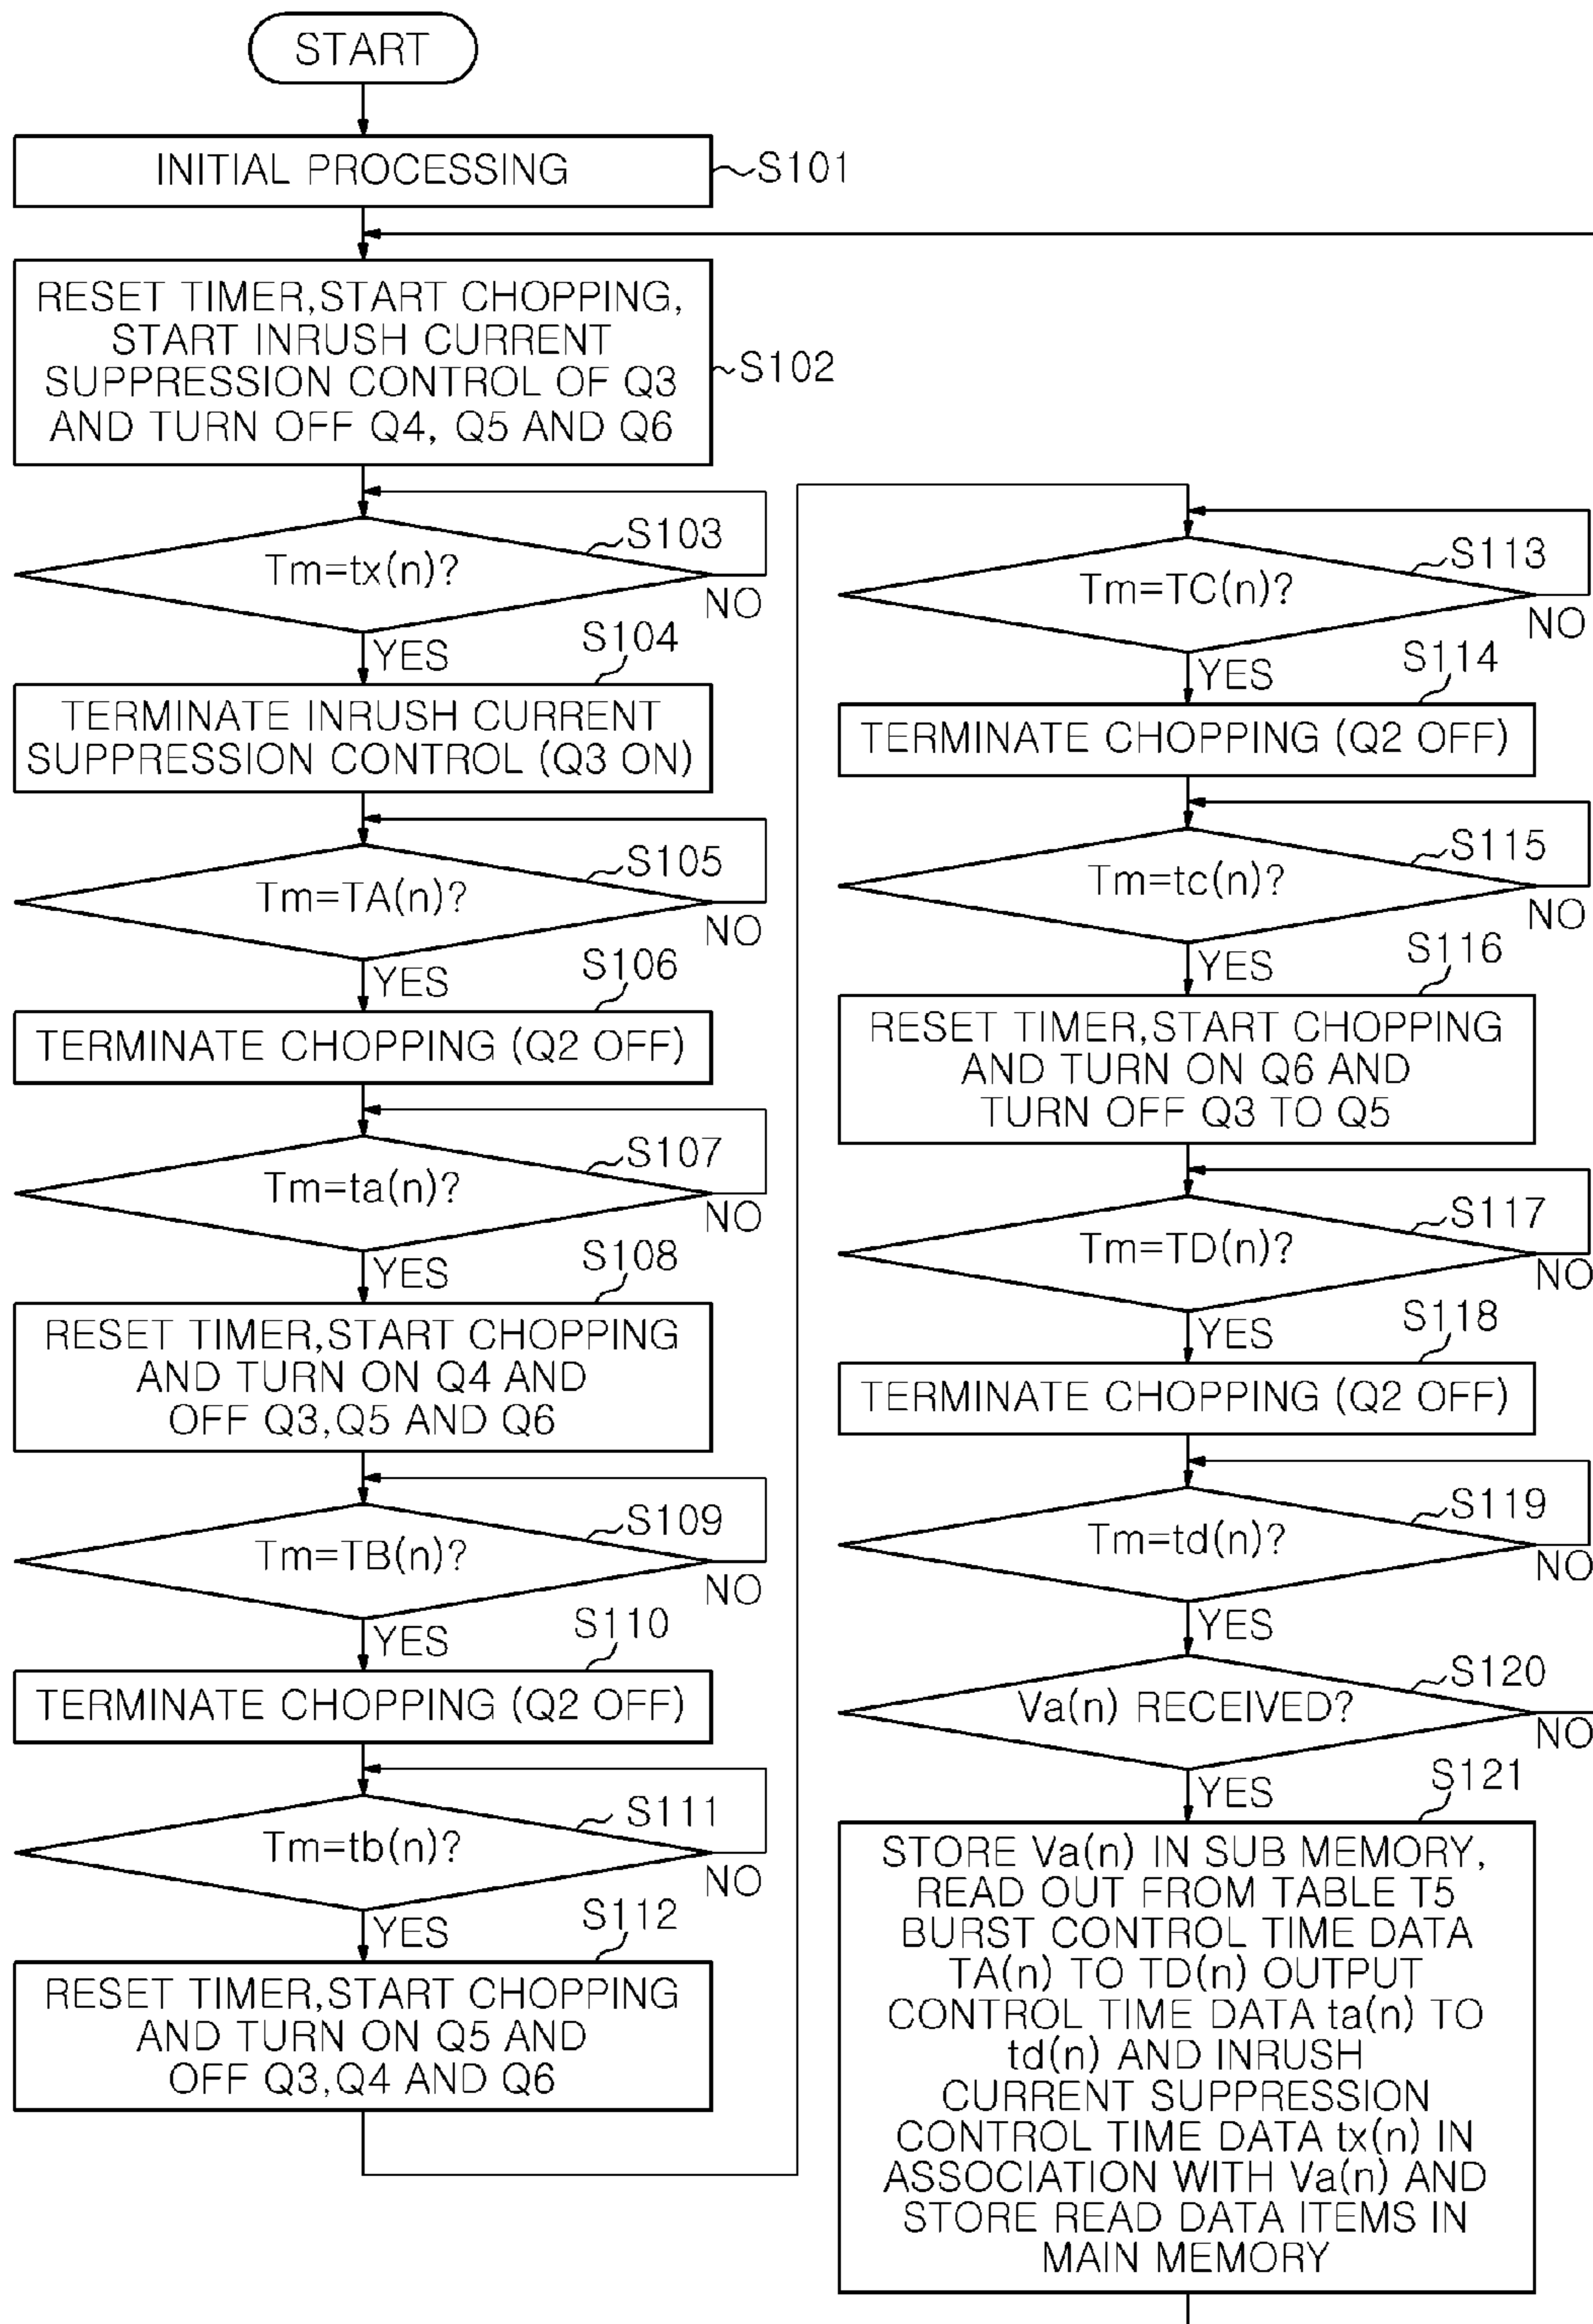 START
INITIAL PROCESSING
S101
RESET TIMER,START CHOPPING,
START INRUSH CURRENT
SUPPRESSION CONTROL OF Q3
AND TURN OFF Q4, Q5 AND Q6
S102
Tm=tx(n)?
S103
NO
YES
S104
TERMINATE INRUSH CURRENT
SUPPRESSION CONTROL (Q3 ON)
Tm=TA(n)?
S105
NO
YES
S106
TERMINATE CHOPPING (Q2 OFF)
Tm=ta(n)?
S107
NO
YES
S108
RESET TIMER,START CHOPPING
AND TURN ON Q4 AND
OFF Q3,Q5 AND Q6
Tm=TB(n)?
S109
NO
YES
S110
TERMINATE CHOPPING (Q2 OFF)
Tm=tb(n)?
S111
NO
YES
S112
RESET TIMER,START CHOPPING
AND TURN ON Q5 AND
OFF Q3,Q4 AND Q6
Tm=TC(n)?
S113
NO
YES
S114
TERMINATE CHOPPING (Q2 OFF)
Tm=tc(n)?
S115
NO
YES
S116
RESET TIMER,START CHOPPING
AND TURN ON Q6 AND
TURN OFF Q3 TO Q5
Tm=TD(n)?
S117
NO
YES
S118
TERMINATE CHOPPING (Q2 OFF)
Tm=td(n)?
S119
NO
YES
Va(n) RECEIVED?
S120
NO
YES
S121
STORE Va(n) IN SUB MEMORY,
READ OUT FROM TABLE T5
BURST CONTROL TIME DATA
TA(n) TO TD(n) OUTPUT
CONTROL TIME DATA ta(n) TO
td(n) AND INRUSH
CURRENT SUPPRESSION
CONTROL TIME DATA tx(n) IN
ASSOCIATION WITH Va(n) AND
STORE READ DATA ITEMS IN
MAIN MEMORY